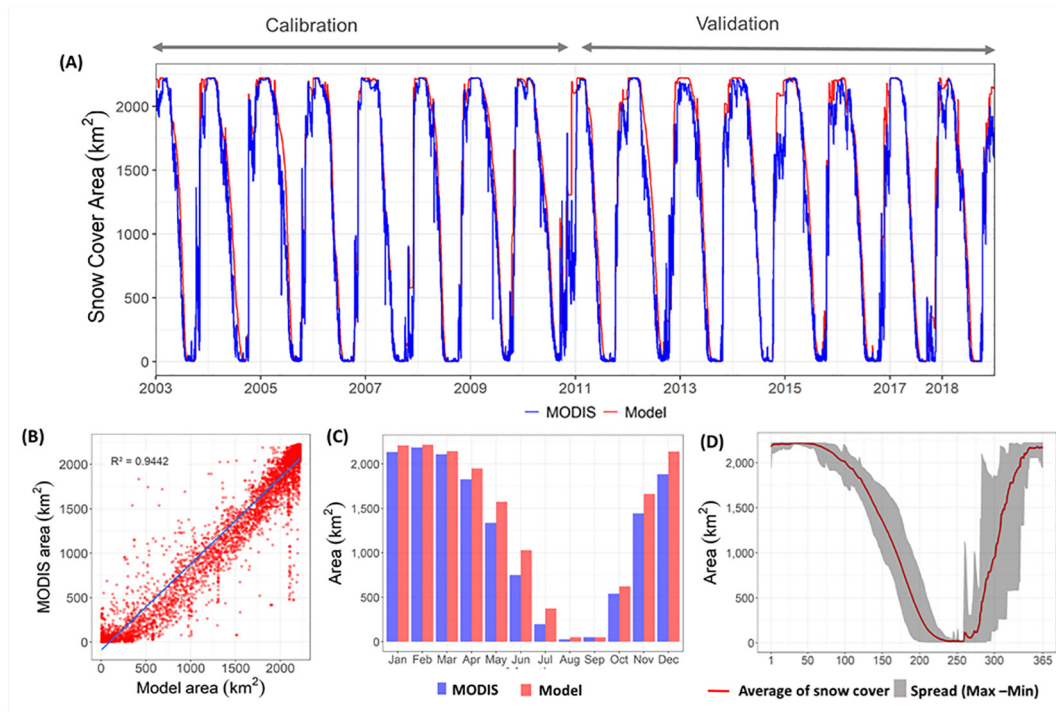 Calibration
Validation
(A)
Snow Cover Area (km²)
2000
1500
1000
500
0
2003
2005
2007
2009
2011
2013
2015
2017
2018
MODIS
Model
(B)
R² = 0.9442
MODIS area (km²)
2000
1500
1000
500
0
0
500
1000
1500
2000
Model area (km²)
(C)
Area (km²)
2,000
1,500
1,000
500
0
Jan Feb Mar Apr May Jun Jul Aug Sep Oct Nov Dec
MODIS
Model
(D)
Area (km²)
2,000
1,500
1,000
500
0
1
50
100
150
200
250
300
365
Average of snow cover
Spread (Max –Min)